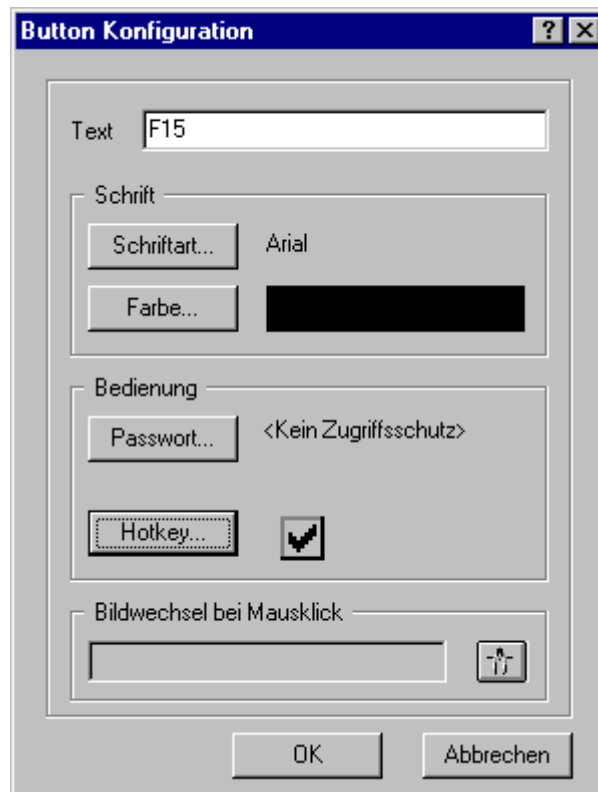 Button Konfiguration
Text F15
Schrift
Schriftart... Arial
Farbe...
Bedienung
Passwort... <Kein Zugriffsschutz>
Hotkey...
Bildwechsel bei Mausklick
OK Abbrechen